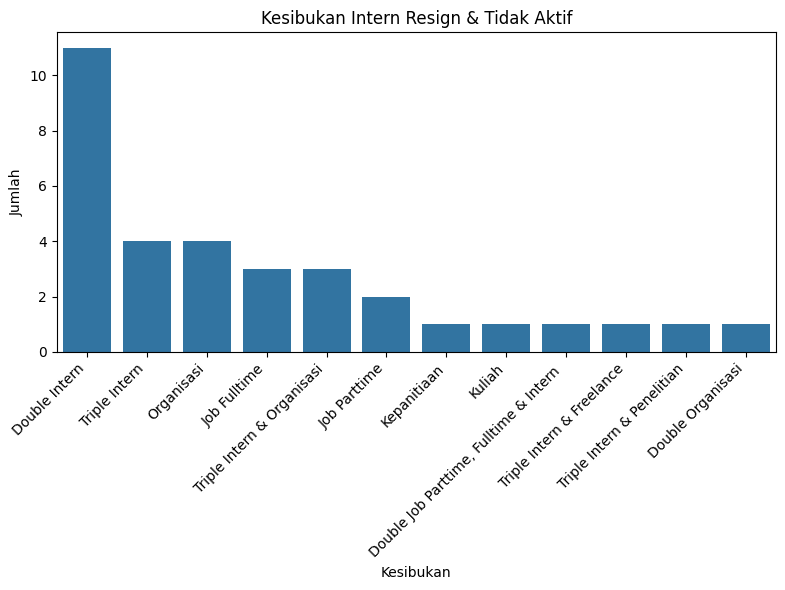 Kesibukan Intern Resign & Tidak Aktif
Jumlah
10
8
6
4
2
0
Double Intern
Triple Intern
Organisasi
Job Fulltime
Triple Intern & Organisasi
Job Parttime
Kepanitiaan
Kuliah
Double Job Parttime, Fulltime & Intern
Triple Intern & Freelance
Triple Intern & Penelitian
Double Organisasi
Kesibukan